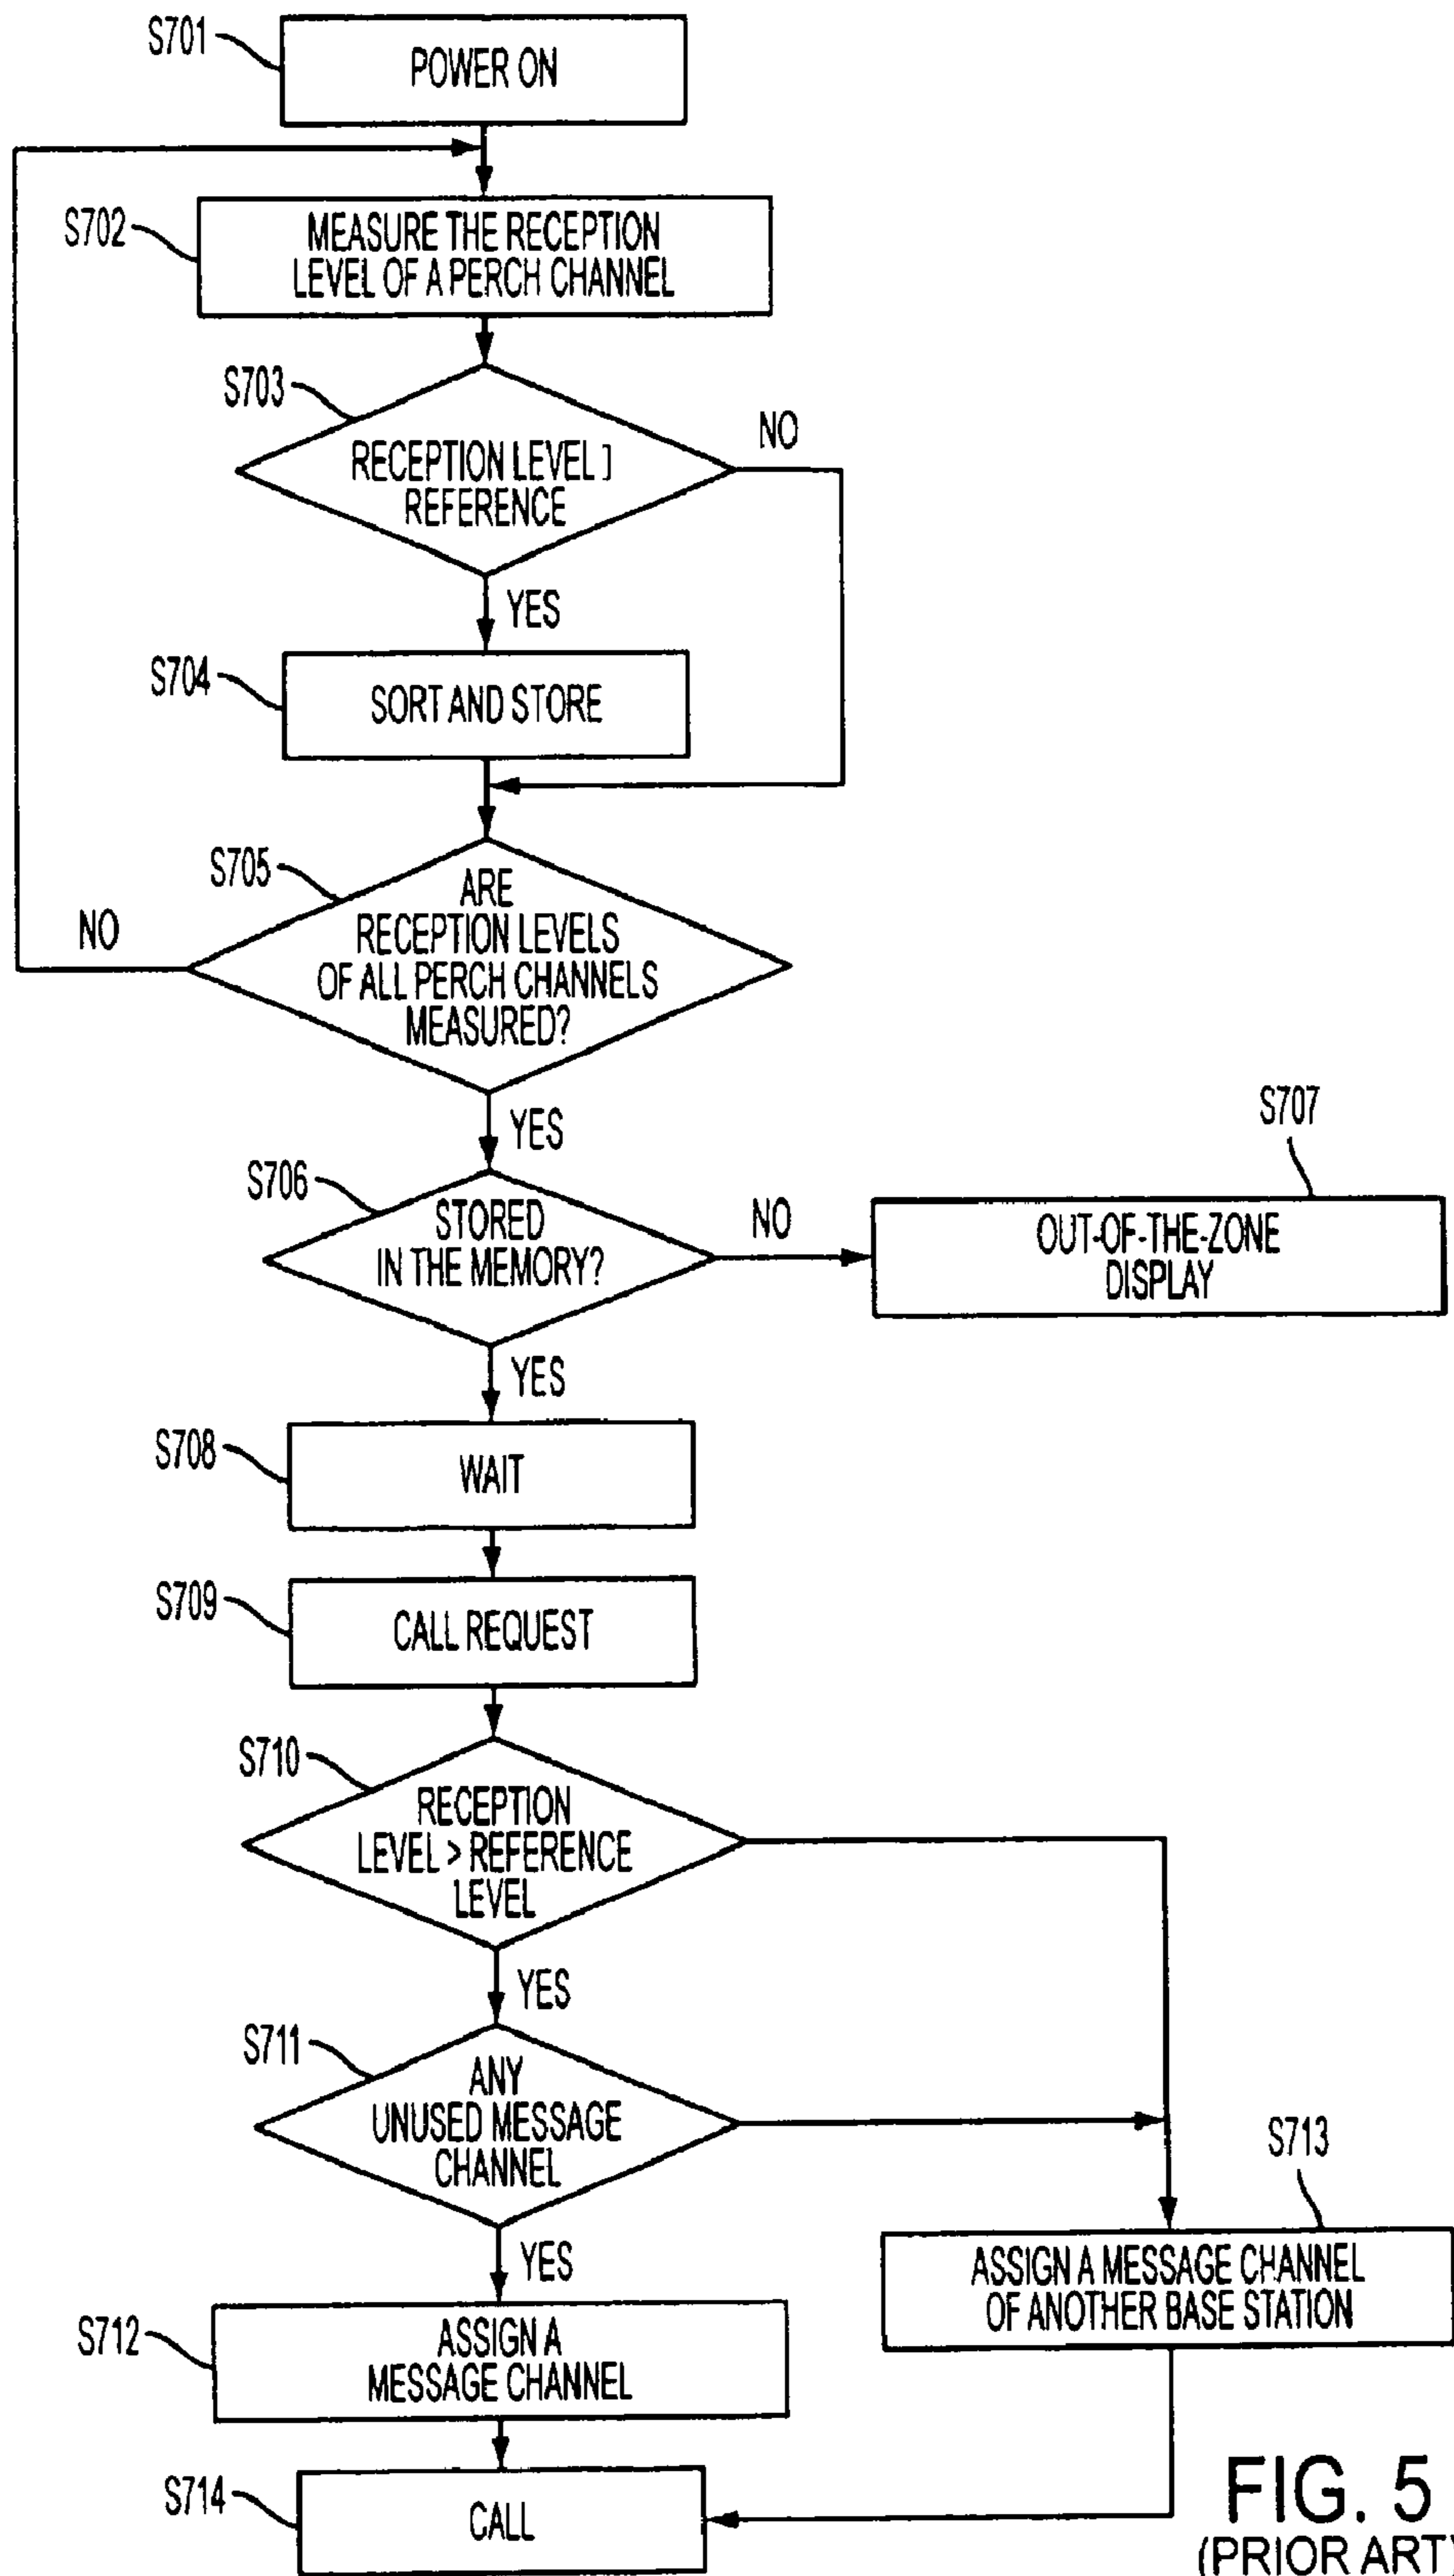 S701
POWER ON
S702
MEASURE THE RECEPTION
LEVEL OF A PERCH CHANNEL
S703
NO
RECEPTION LEVEL ]
REFERENCE
YES
S704
SORT AND STORE
S705
NO
ARE
RECEPTION LEVELS
OF ALL PERCH CHANNELS
MEASURED?
YES
S706
STORED
IN THE MEMORY?
NO
S707
OUT-OF-THE-ZONE
DISPLAY
YES
S708
WAIT
S709
CALL REQUEST
S710
RECEPTION
LEVEL > REFERENCE
LEVEL
YES
S711
ANY
UNUSED MESSAGE
CHANNEL
YES
S713
ASSIGN A MESSAGE CHANNEL
OF ANOTHER BASE STATION
S712
ASSIGN A
MESSAGE CHANNEL
S714
CALL
FIG. 5
(PRIOR ART)